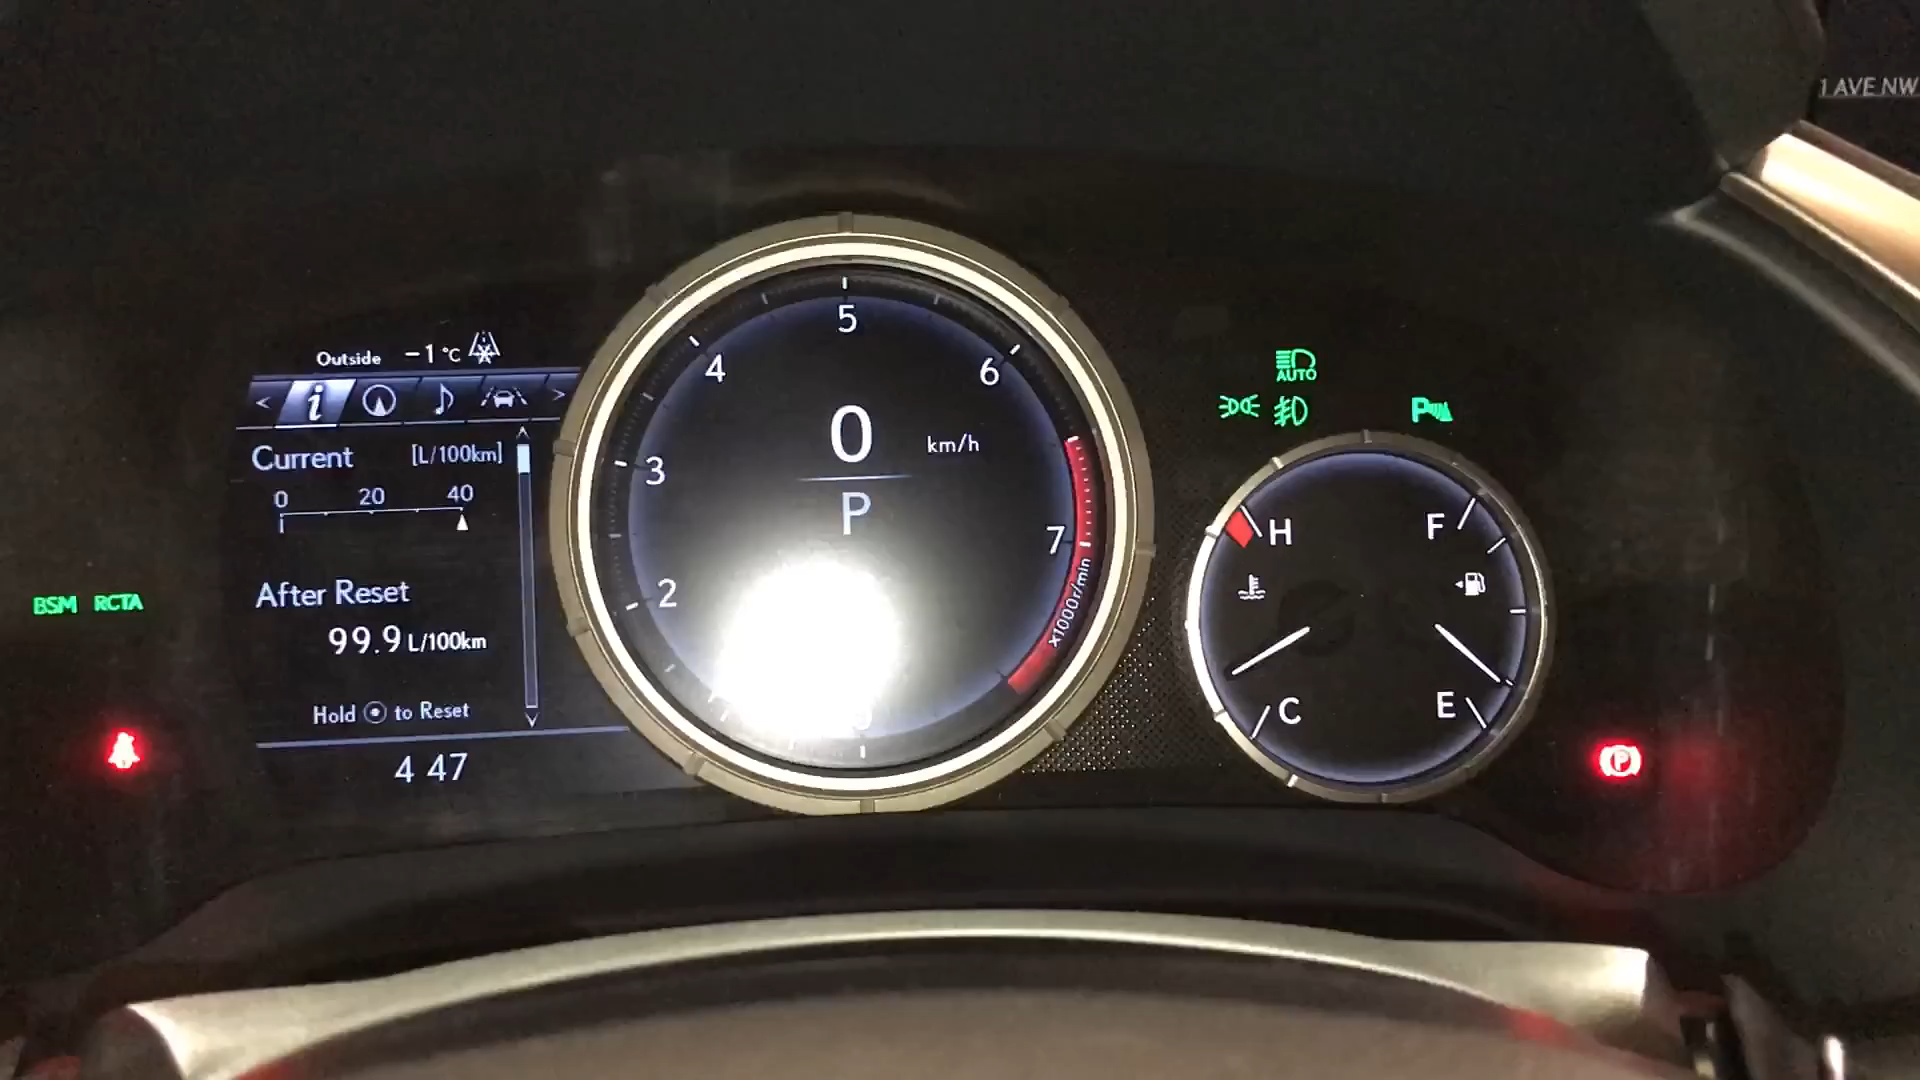 1 AVE NW
Outside -1 °C
< i >
Current [L/100km]
0 20 40
After Reset
99.9 L/100km
Hold to Reset
4 47
BSM RCTA
2 3 4 5 6 7
x1000r/min
0 km/h
P
AUTO
P
H F
C E
P